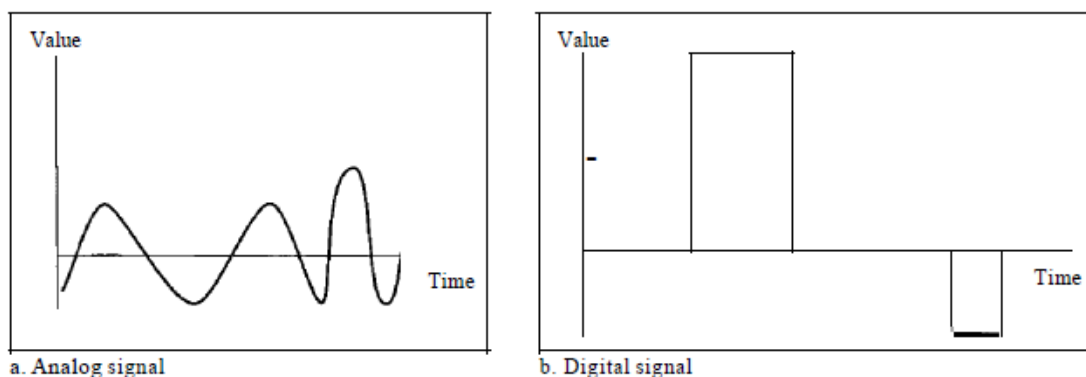 Value
Time
a. Analog signal
Value
Time
b. Digital signal